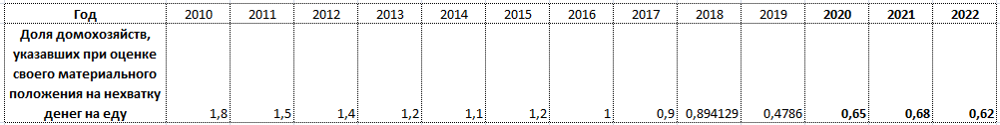 Год 2010 2011 2012 2013 2014 2015 2016 2017 2018 2019 2020 2021 2022
Доля домохозяйств,
указавших при оценке
своего материального
положения на нехватку
денег на еду 1,8 1,5 1,4 1,2 1,1 1,2 1 0,9 0,894129 0,4786 0,65 0,68 0,62